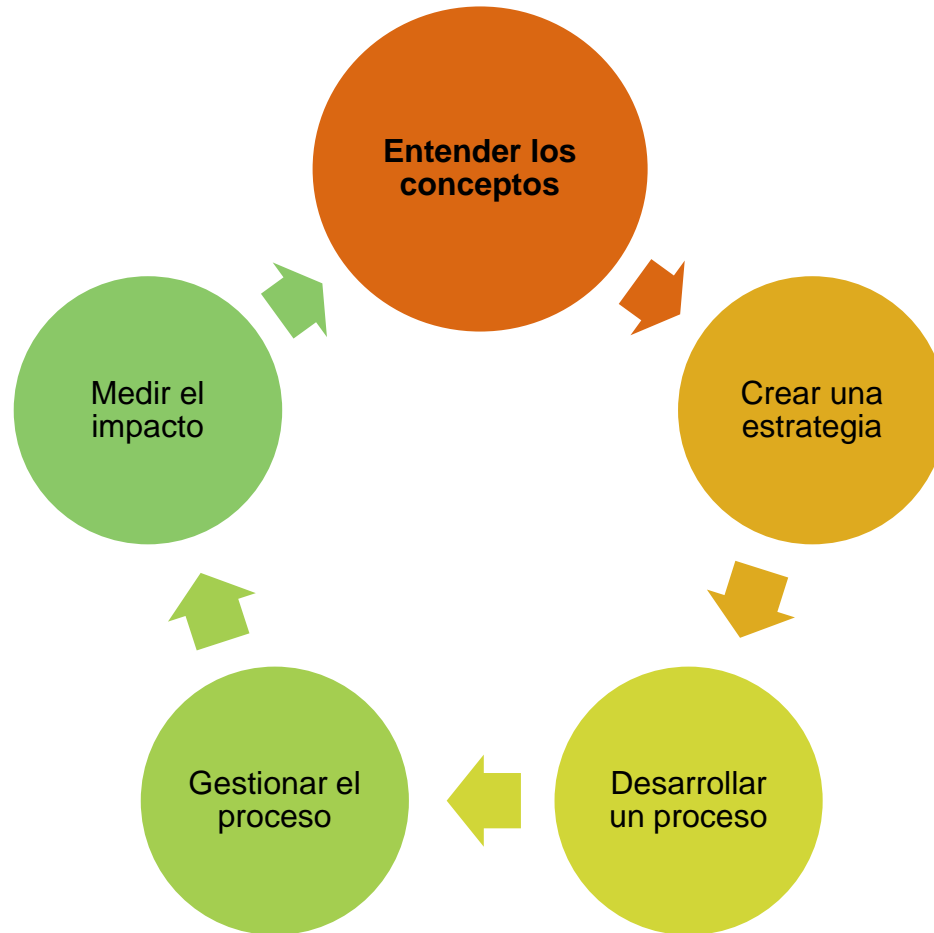 Entender los
conceptos
Crear una
estrategia
Desarrollar
un proceso
Gestionar el
proceso
Medir el
impacto